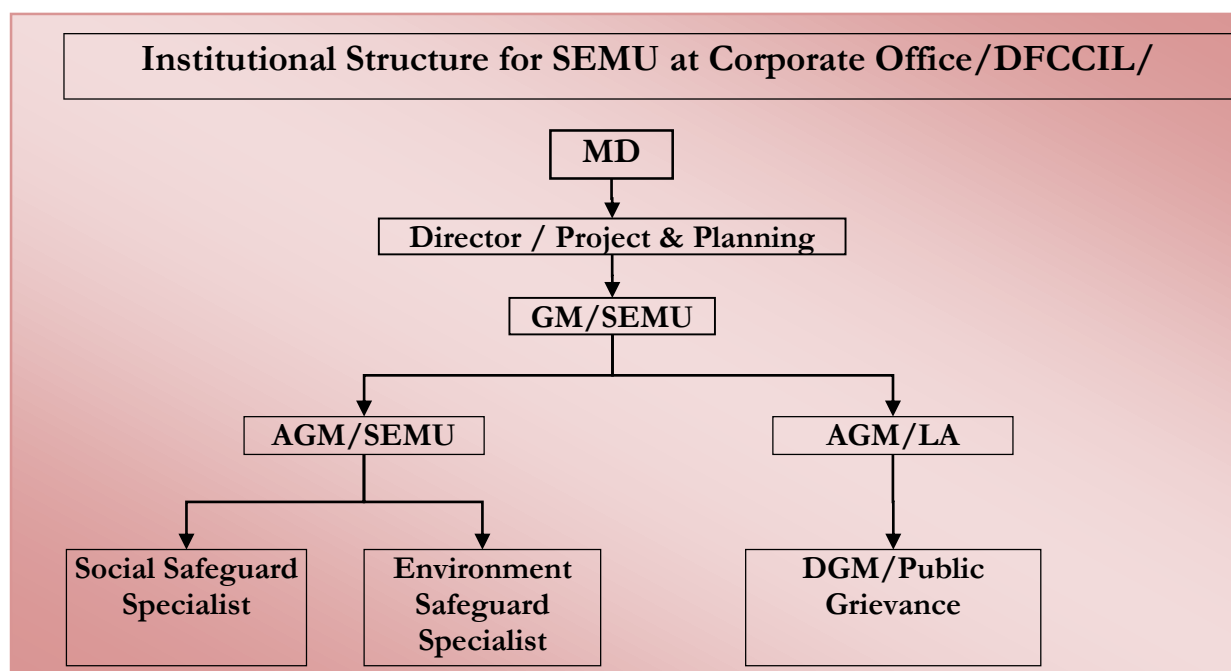 Institutional Structure for SEMU at Corporate Office/DFCCIL/
MD
Director / Project & Planning
GM/SEMU
AGM/SEMU
AGM/LA
Social Safeguard
Specialist
Environment
Safeguard
Specialist
DGM/Public
Grievance